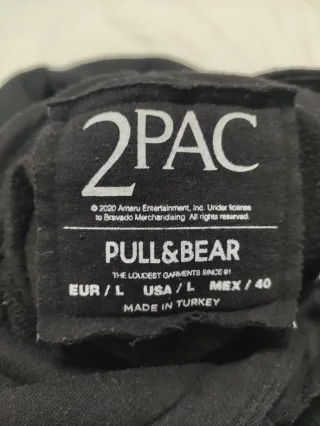 2PAC
© 2020 Amaru Entertainment, Inc. Under license
to Bravado Merchandising All rights reserved.
PULL&BEAR
THE LOUDEST GARMENTS SINCE 91
EUR / L USA / L MEX / 40
MADE IN TURKEY